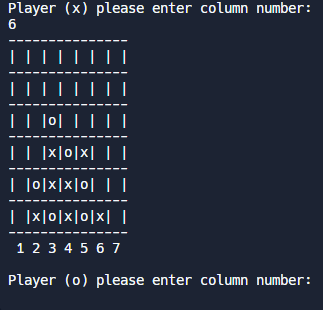 Player (x) please enter column number:
6
---------------
| | | | | | | |
---------------
| | | | | | | |
---------------
| | |o| | | | |
---------------
| | |x|o|x| | |
---------------
| |o|x|x|o| | |
---------------
| |x|o|x|o|x| |
---------------
 1 2 3 4 5 6 7
Player (o) please enter column number: